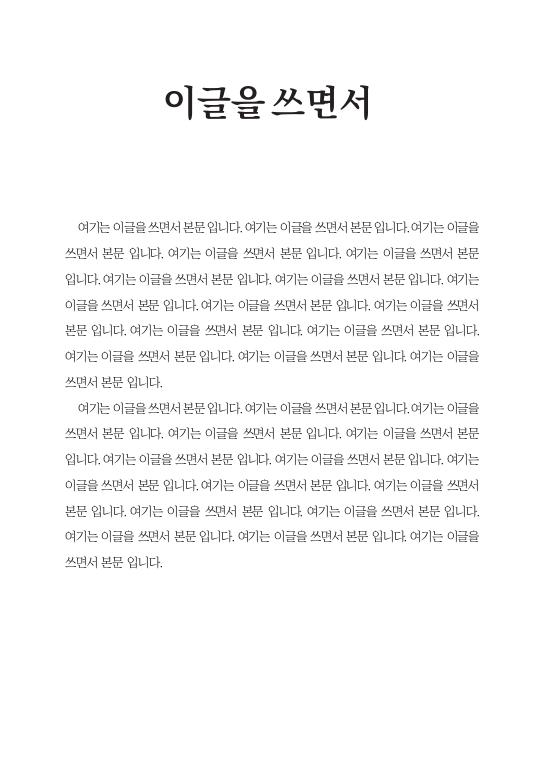 이글을 쓰면서
여기는 이글을 쓰면서 본문 입니다. 여기는 이글을 쓰면서 본문 입니다. 여기는 이글을
쓰면서 본문 입니다. 여기는 이글을 쓰면서 본문 입니다. 여기는 이글을 쓰면서 본문
입니다. 여기는 이글을 쓰면서 본문 입니다. 여기는 이글을 쓰면서 본문 입니다. 여기는
이글을 쓰면서 본문 입니다. 여기는 이글을 쓰면서 본문 입니다. 여기는 이글을 쓰면서
본문 입니다. 여기는 이글을 쓰면서 본문 입니다. 여기는 이글을 쓰면서 본문 입니다.
여기는 이글을 쓰면서 본문 입니다. 여기는 이글을 쓰면서 본문 입니다. 여기는 이글을
쓰면서 본문 입니다.
여기는 이글을 쓰면서 본문 입니다. 여기는 이글을 쓰면서 본문 입니다. 여기는 이글을
쓰면서 본문 입니다. 여기는 이글을 쓰면서 본문 입니다. 여기는 이글을 쓰면서 본문
입니다. 여기는 이글을 쓰면서 본문 입니다. 여기는 이글을 쓰면서 본문 입니다. 여기는
이글을 쓰면서 본문 입니다. 여기는 이글을 쓰면서 본문 입니다. 여기는 이글을 쓰면서
본문 입니다. 여기는 이글을 쓰면서 본문 입니다. 여기는 이글을 쓰면서 본문 입니다.
여기는 이글을 쓰면서 본문 입니다. 여기는 이글을 쓰면서 본문 입니다. 여기는 이글을
쓰면서 본문 입니다.